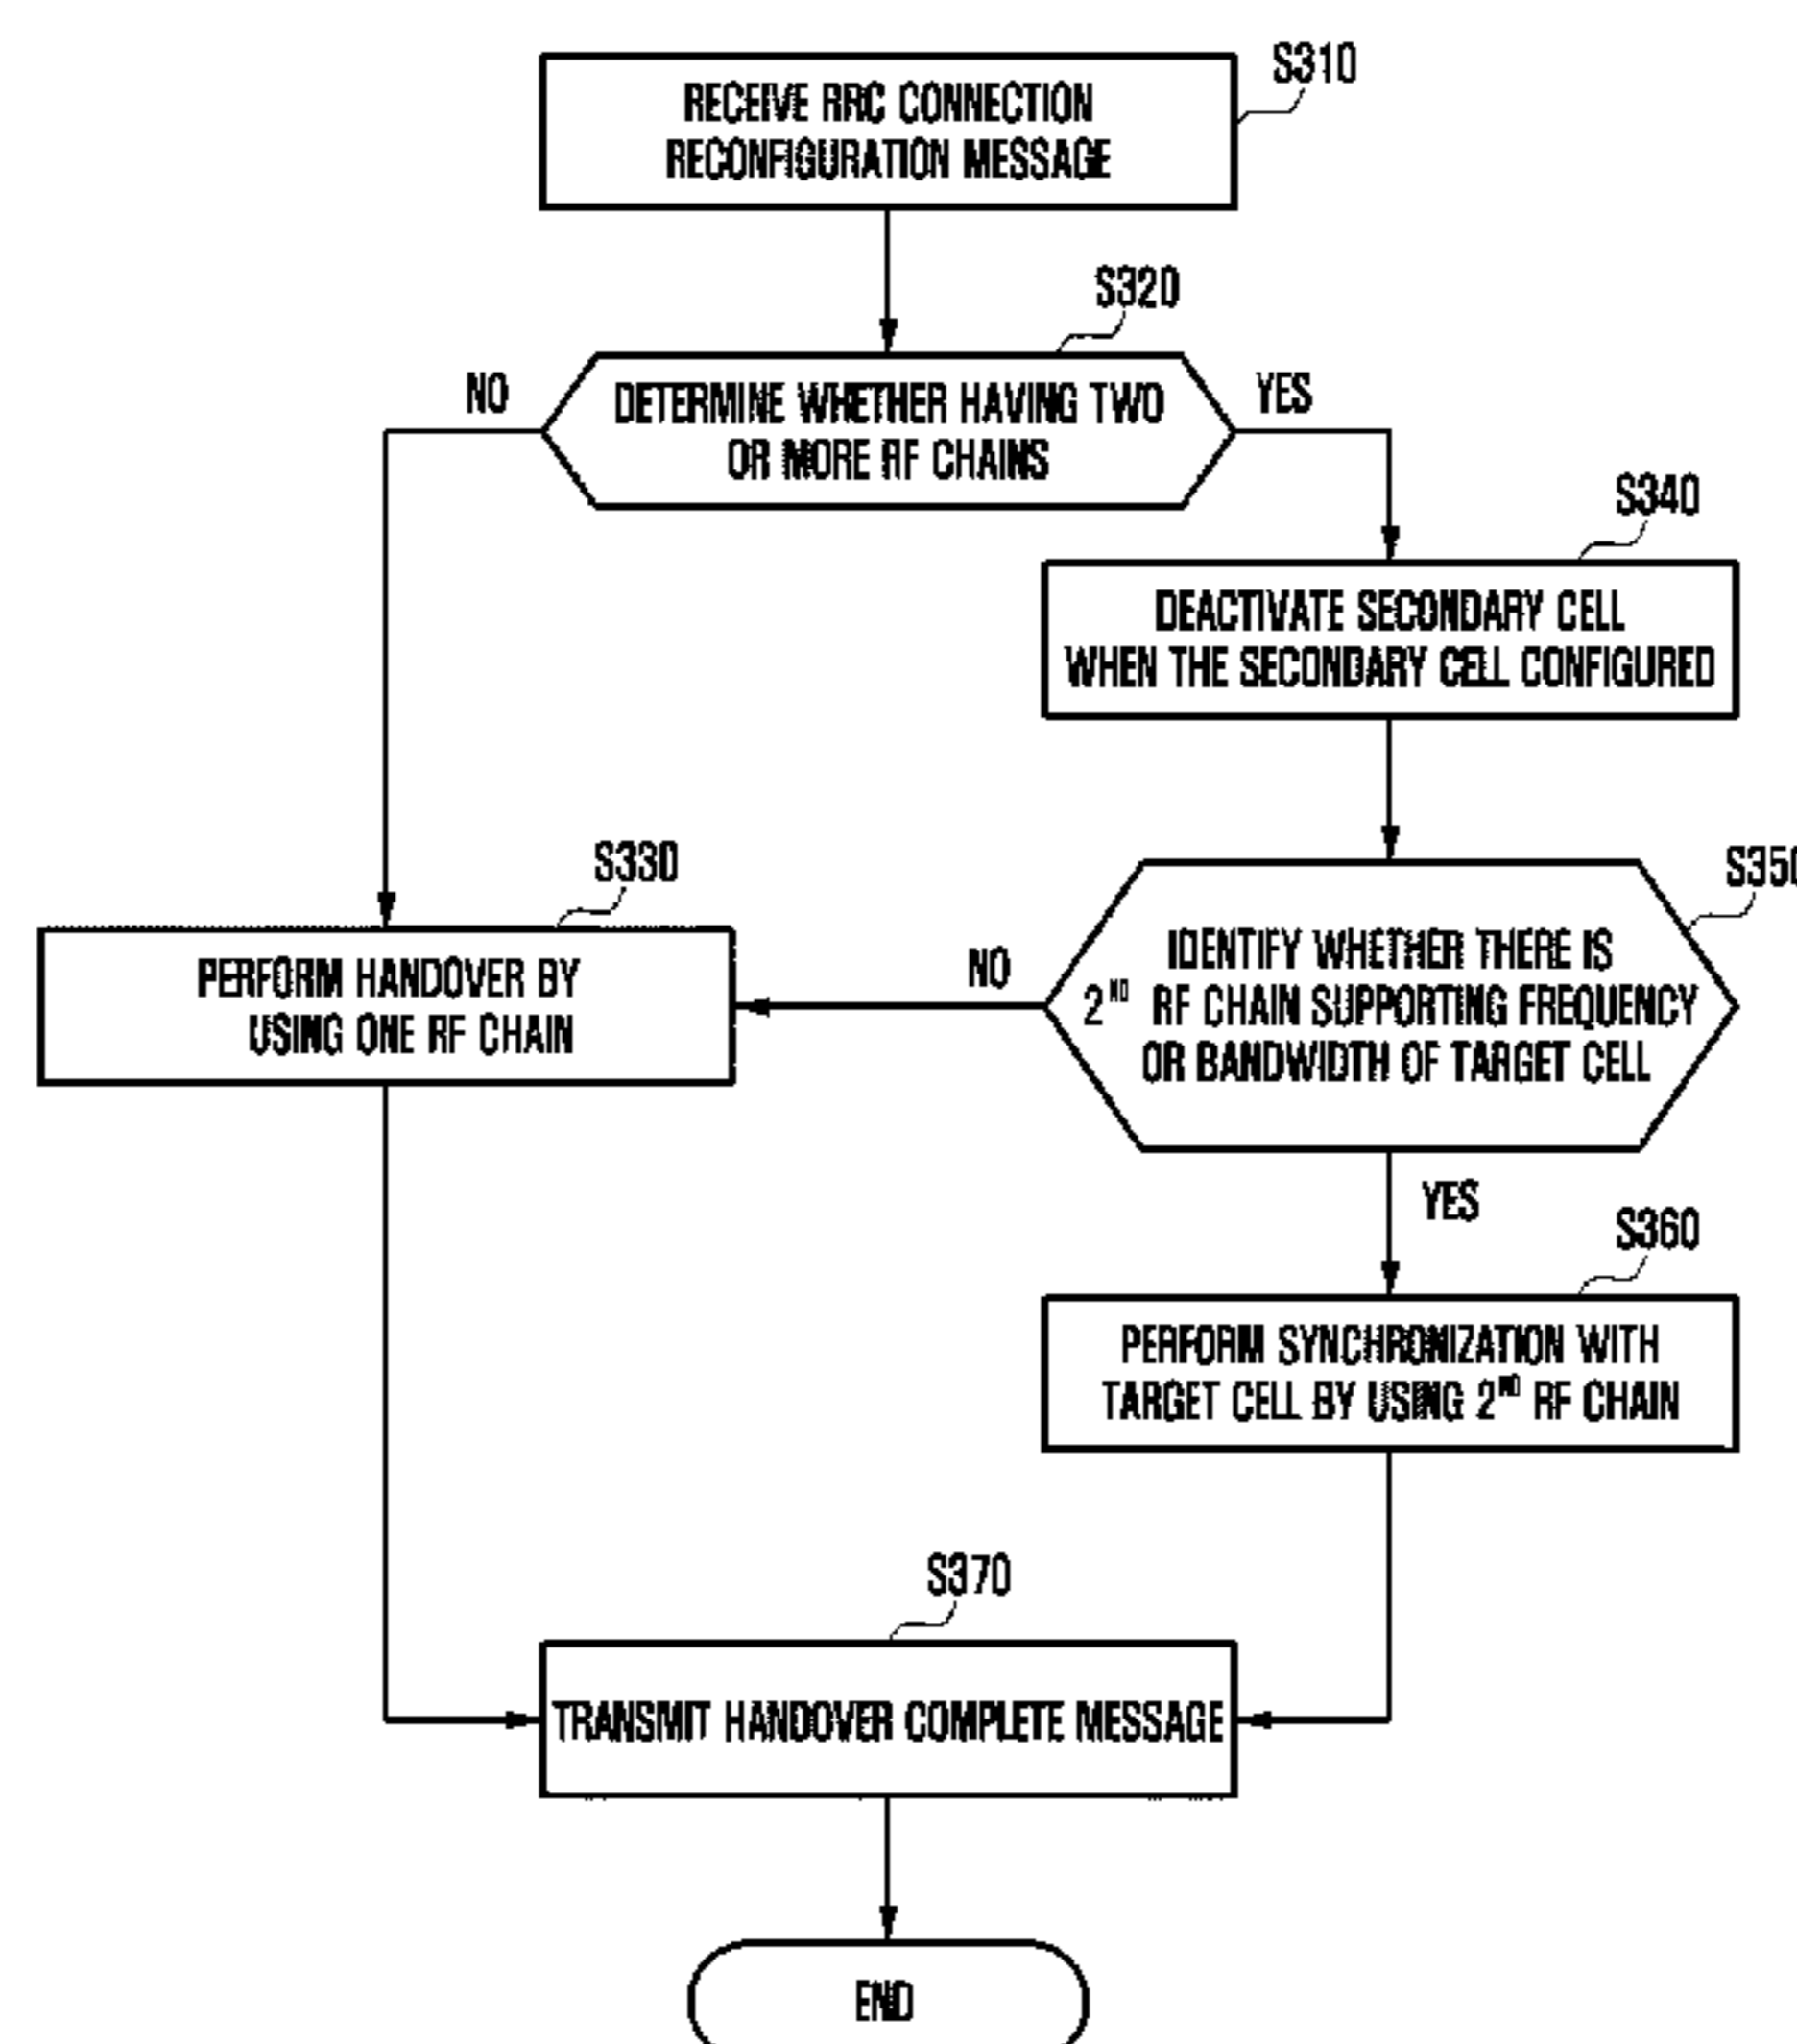 S310
RECEIVE RRC CONNECTION
RECONFIGURATION MESSAGE
S320
NO
DETERMINE WHETHER HAVING TWO
OR MORE RF CHAINS
YES
S340
DEACTIVATE SECONDARY CELL
WHEN THE SECONDARY CELL CONFIGURED
S330
PERFORM HANDOVER BY
USING ONE RF CHAIN
NO
S350
IDENTIFY WHETHER THERE IS
2ND RF CHAIN SUPPORTING FREQUENCY
OR BANDWIDTH OF TARGET CELL
YES
S360
PERFORM SYNCHRONIZATION WITH
TARGET CELL BY USING 2ND RF CHAIN
S370
TRANSMIT HANDOVER COMPLETE MESSAGE
END